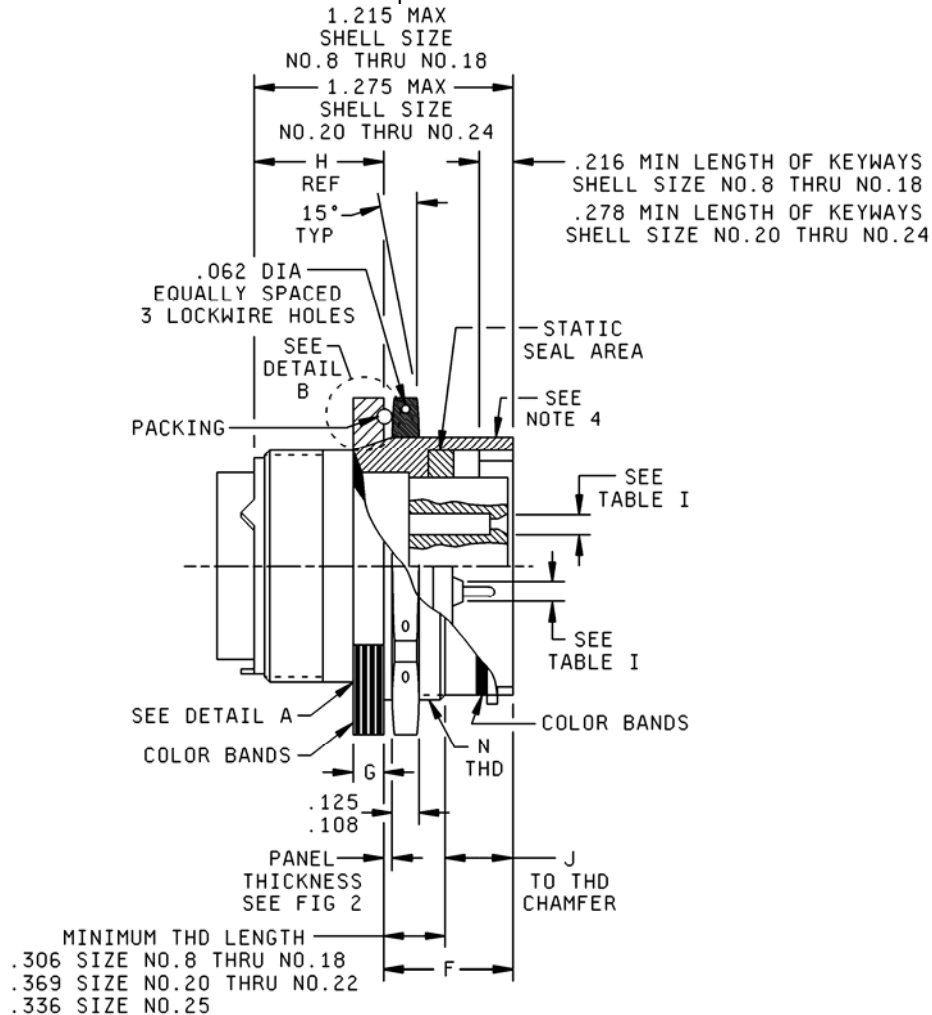 1.215 MAX
SHELL SIZE
NO.8 THRU NO.18
1.275 MAX
SHELL SIZE
NO.20 THRU NO.24
H
REF
.216 MIN LENGTH OF KEYWAYS
SHELL SIZE NO.8 THRU NO.18
.278 MIN LENGTH OF KEYWAYS
SHELL SIZE NO.20 THRU NO.24
15°
TYP
.062 DIA
EQUALLY SPACED
3 LOCKWIRE HOLES
STATIC
SEAL AREA
SEE
DETAIL
B
SEE
NOTE 4
PACKING
SEE
TABLE I
SEE
TABLE I
SEE DETAIL A
COLOR BANDS
COLOR BANDS
N
THD
G
.125
.108
PANEL
THICKNESS
SEE FIG 2
J
TO THD
CHAMFER
MINIMUM THD LENGTH
.306 SIZE NO.8 THRU NO.18
.369 SIZE NO.20 THRU NO.22
.336 SIZE NO.25
F